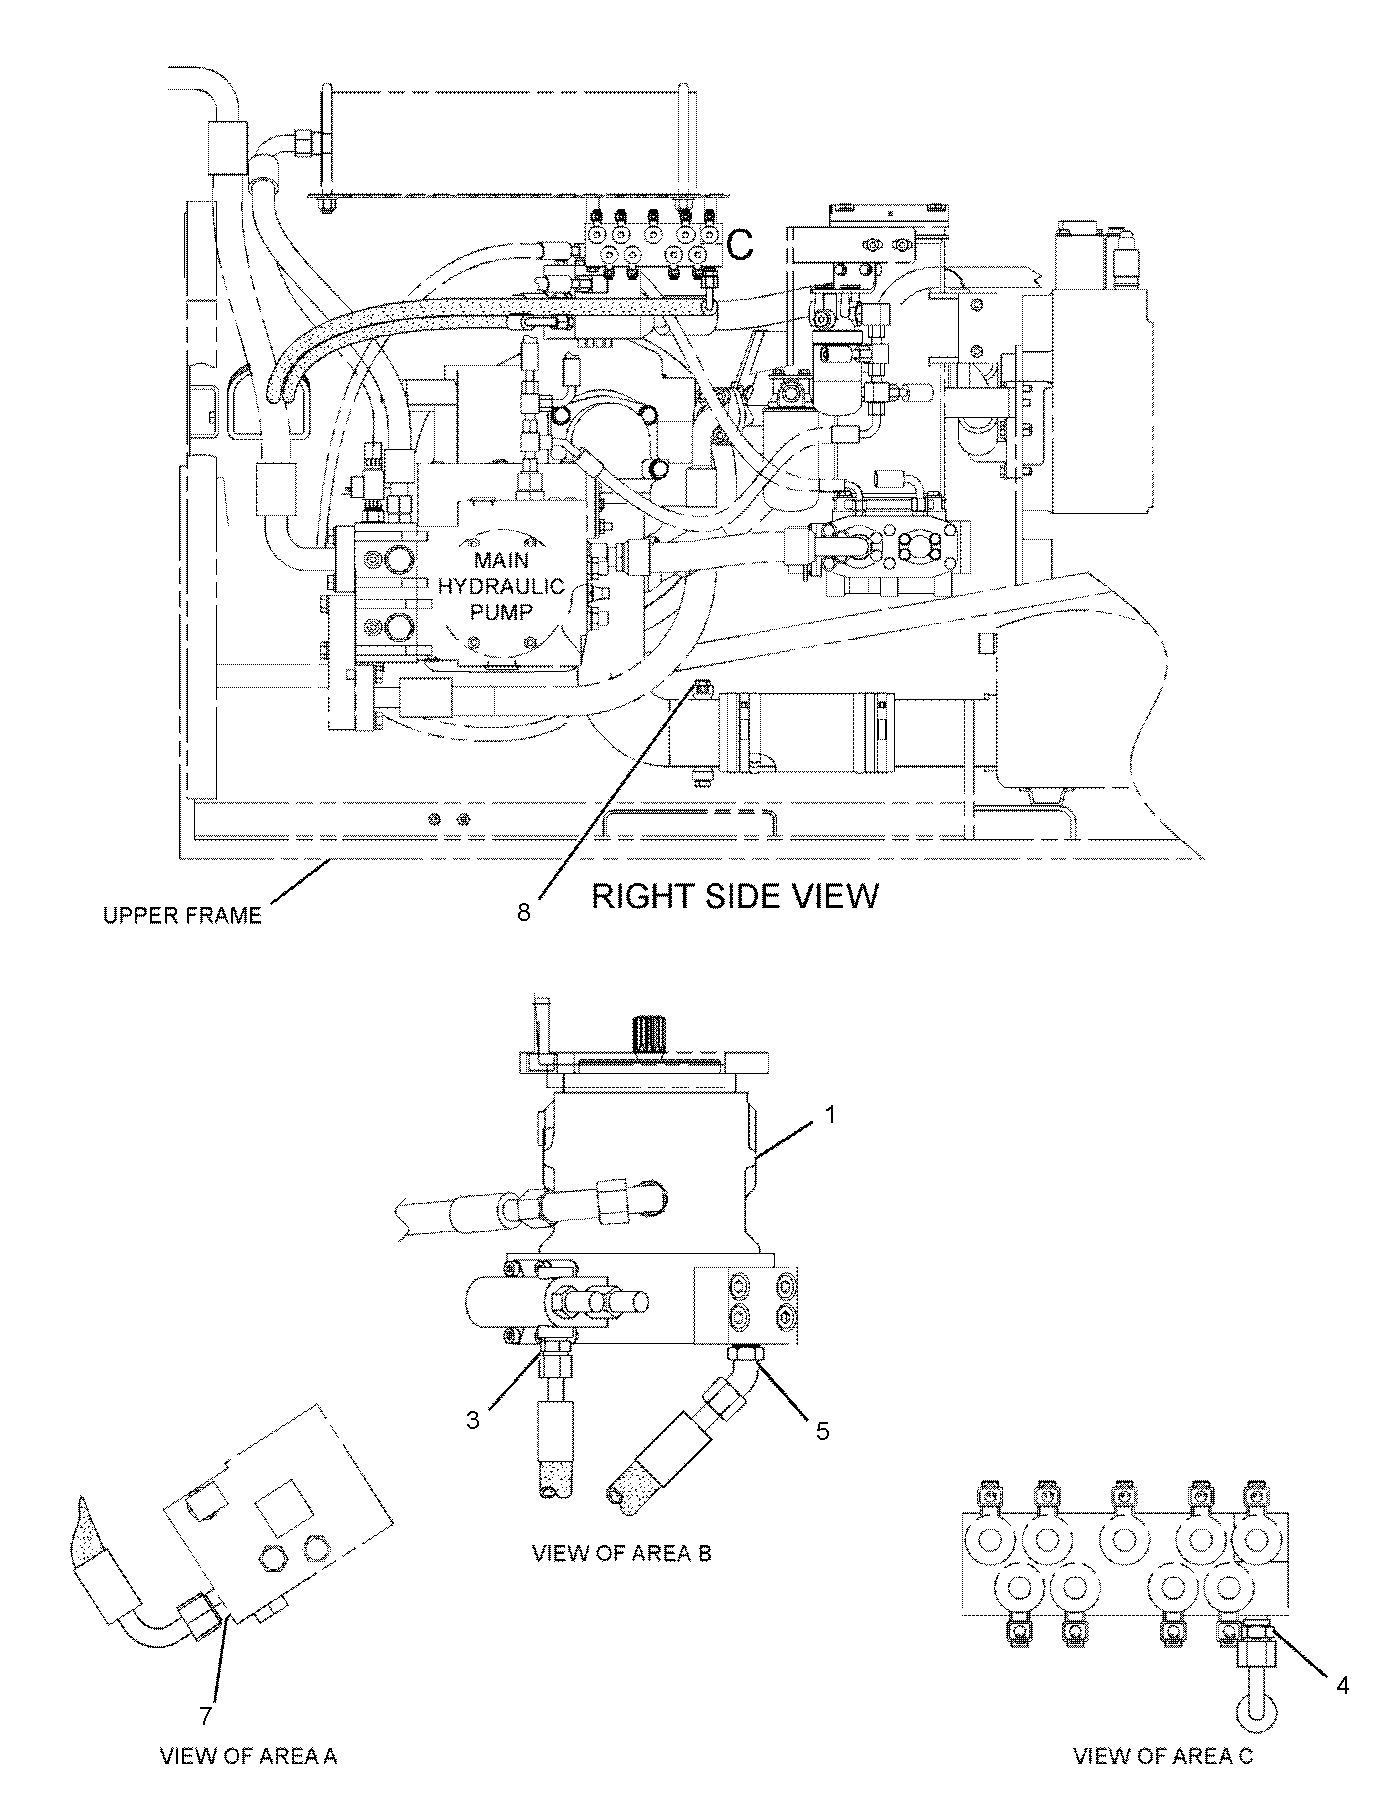 C
MAIN
HYDRAULIC
PUMP
8
RIGHT SIDE VIEW
UPPER FRAME
1
3
5
VIEW OF AREA B
7
VIEW OF AREA A
4
VIEW OF AREA C